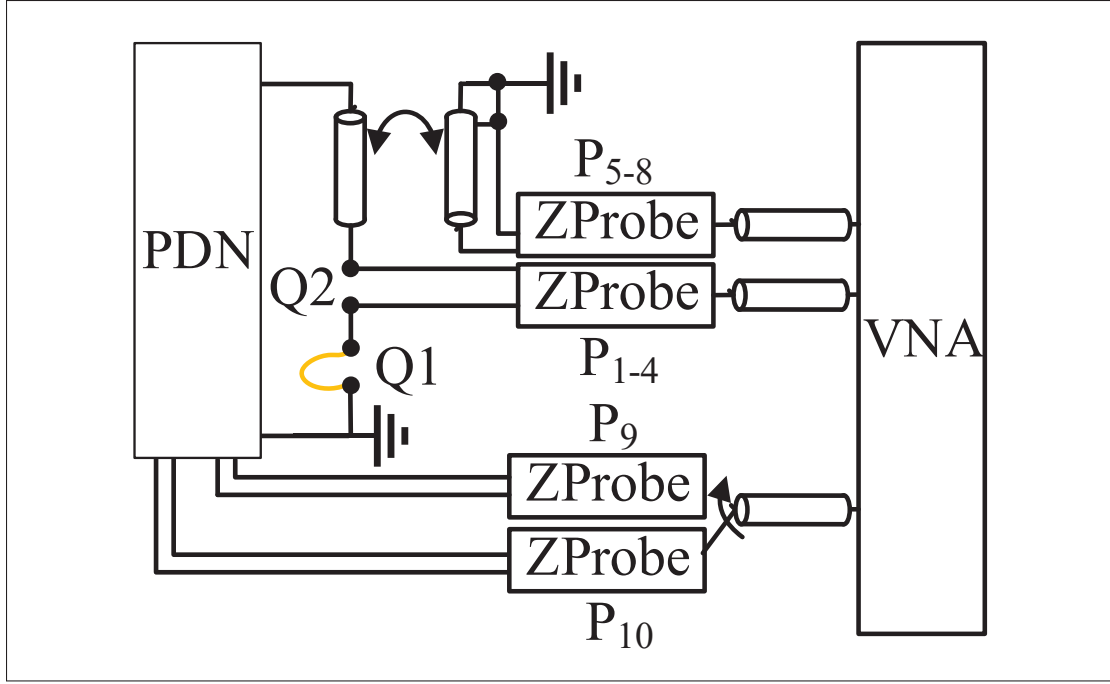 P5-8
ZProbe
PDN
Q2
ZProbe
VNA
P1-4
Q1
P9
ZProbe
ZProbe
P10